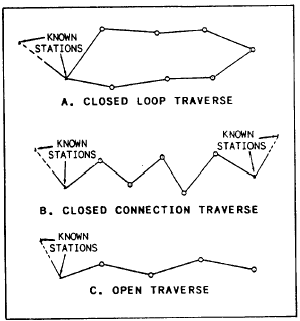 KNOWN
STATIONS
A. CLOSED LOOP TRAVERSE
KNOWN
STATIONS
KNOWN
STATIONS
B. CLOSED CONNECTION TRAVERSE
KNOWN
STATIONS
C. OPEN TRAVERSE